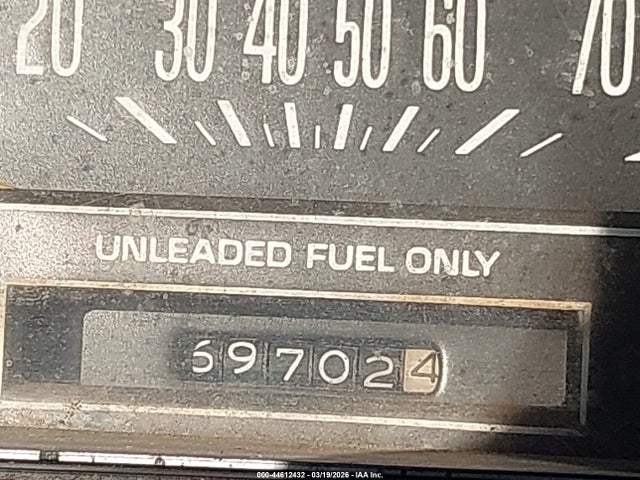 20 30 40 50 60 70
UNLEADED FUEL ONLY
697024
000-44612432 - 03/19/2026 - IAA Inc.